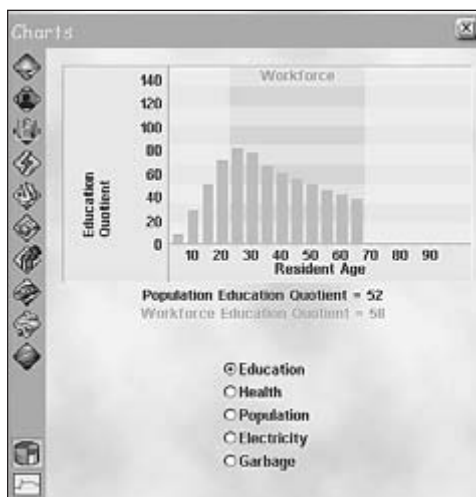 Charts
Workforce
140
120
100
80
60
40
20
0
Education
Quotient
10 20 30 40 50 60 70 80 90
Resident Age
Population Education Quotient = 52
Workforce Education Quotient = 58
Education
Health
Population
Electricity
Garbage